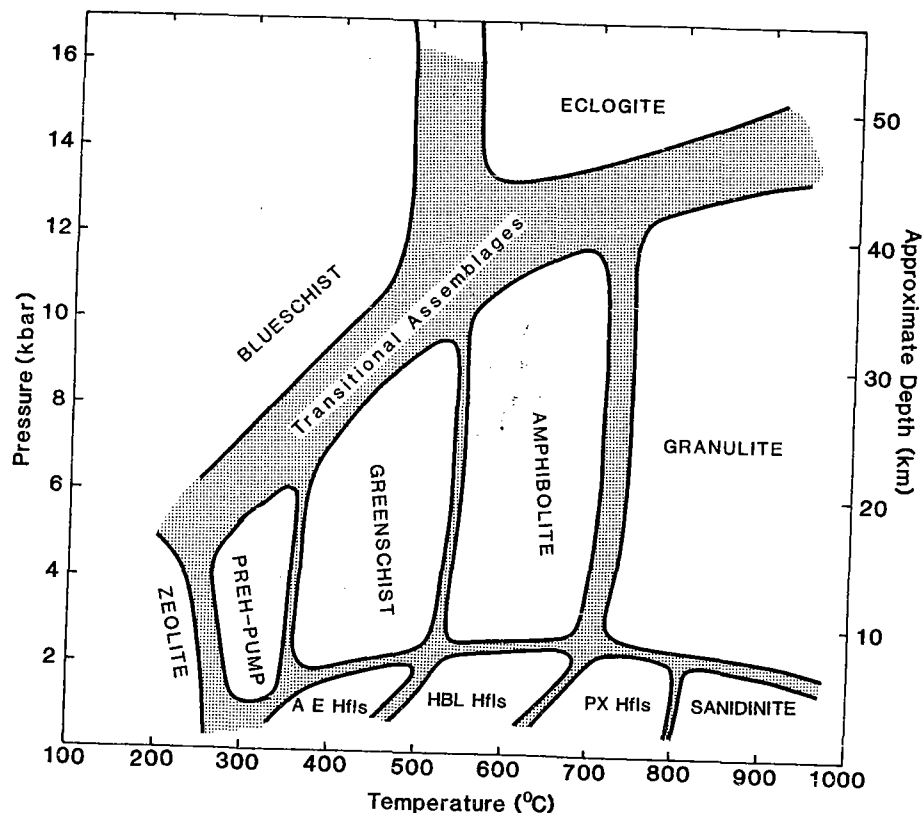 16
14
12
10
8
6
4
2
Pressure (kbar)
50
40
30
20
10
Approximate Depth (km)
ECLOGITE
BLUESCHIST
Transitional Assemblages
GRANULITE
AMPHIBOLITE
GREENSCHIST
PREH-PUMP
ZEOLITE
A E Hfls
HBL Hfls
PX Hfls
SANIDINITE
100 200 300 400 500 600 700 800 900 1000
Temperature (°C)